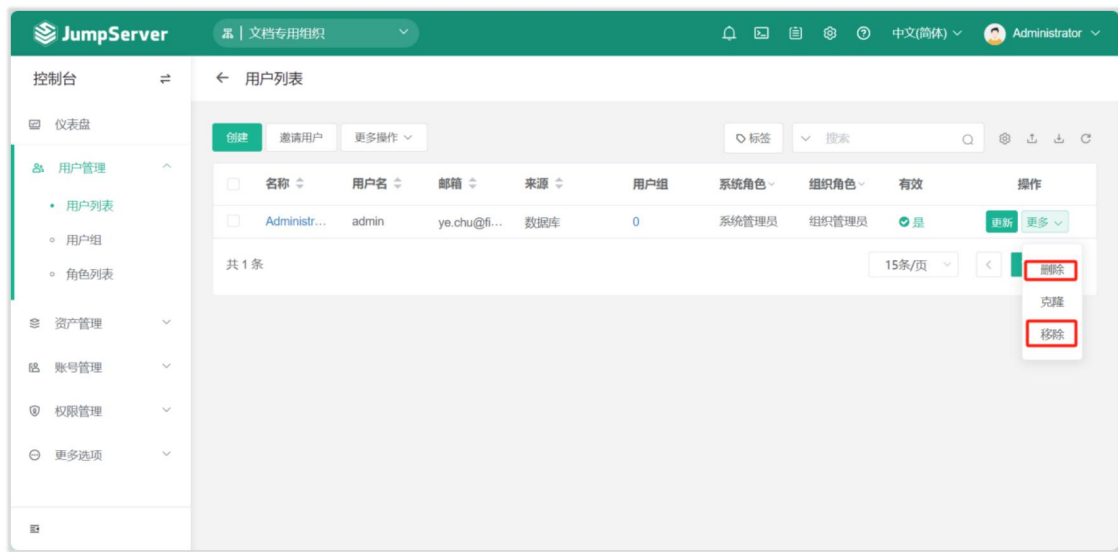 JumpServer 文档专用组织 中文(简体) Administrator
控制台 用户列表
仪表盘
创建 邀请用户 更多操作 标签 搜索
用户管理
名称 用户名 邮箱 来源 用户组 系统角色 组织角色 有效 操作
用户列表
Administr... admin ye.chu@fi... 数据库 0 系统管理员 组织管理员 是 更新 更多
用户组
共 1 条 15条/页
角色列表
删除
克隆
移除
资产管理
账号管理
权限管理
更多选项